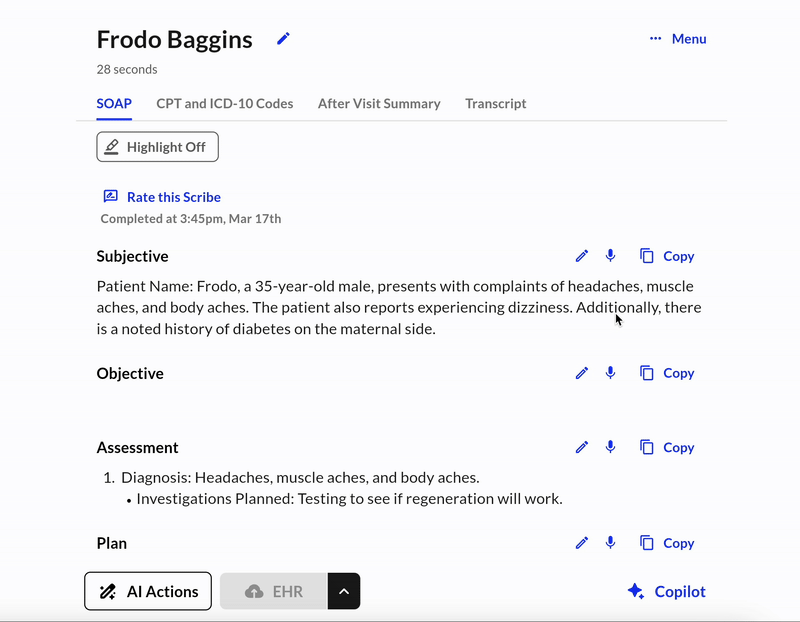 Frodo Baggins
Menu
28 seconds
SOAP CPT and ICD-10 Codes After Visit Summary Transcript
Highlight Off
Rate this Scribe
Completed at 3:45pm, Mar 17th
Subjective Copy
Patient Name: Frodo, a 35-year-old male, presents with complaints of headaches, muscle
aches, and body aches. The patient also reports experiencing dizziness. Additionally, there
is a noted history of diabetes on the maternal side.
Objective Copy
Assessment Copy
1. Diagnosis: Headaches, muscle aches, and body aches.
• Investigations Planned: Testing to see if regeneration will work.
Plan Copy
AI Actions EHR Copilot